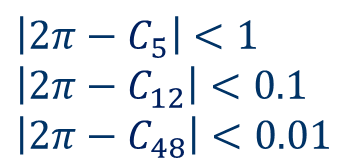 |2π − C₅| < 1
|2π − C₁₂| < 0.1
|2π − C₄₈| < 0.01